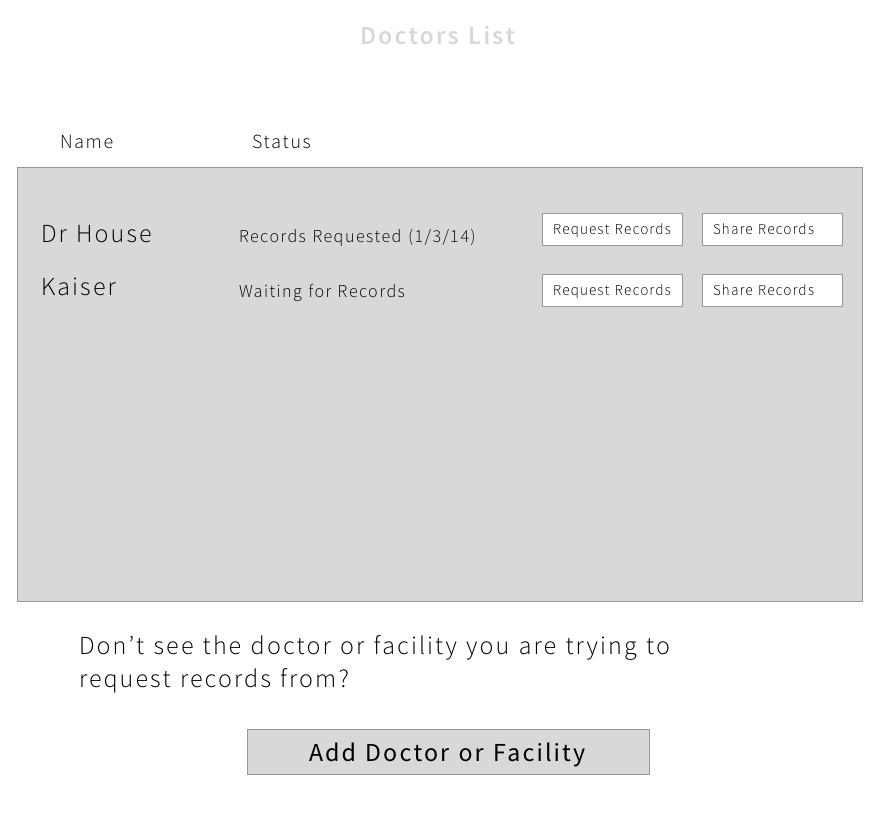 Doctors List
Name Status
Dr House Records Requested (1/3/14) Request Records Share Records
Kaiser Waiting for Records Request Records Share Records
Don’t see the doctor or facility you are trying to
request records from?
Add Doctor or Facility